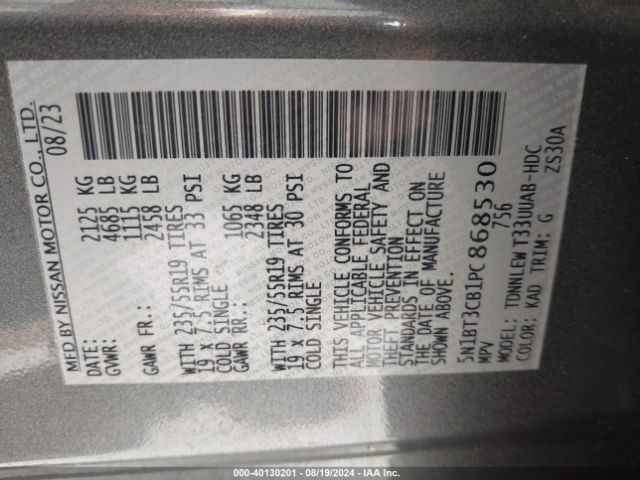 MFD BY NISSAN MOTOR CO., LTD.
DATE: 08/23
GVWR: 2125 KG
4685 LB
GAWR FR.: 1115 KG
2458 LB
WITH 235/55R19 TIRES
19 x 7.5 RIMS AT 33 PSI
COLD SINGLE
GAWR RR.: 1065 KG
2348 LB
WITH 235/55R19 TIRES
19 x 7.5 RIMS AT 30 PSI
COLD SINGLE
THIS VEHICLE CONFORMS TO
ALL APPLICABLE FEDERAL
MOTOR VEHICLE SAFETY AND
THEFT PREVENTION
STANDARDS IN EFFECT ON
THE DATE OF MANUFACTURE
SHOWN ABOVE.
5N1BT3CB1PC868530
MPV 756
MODEL: TDNNLEW T33UUAB-HDC
COLOR: KAD TRIM: G ZS30A
000-40130201 - 08/19/2024 - IAA Inc.